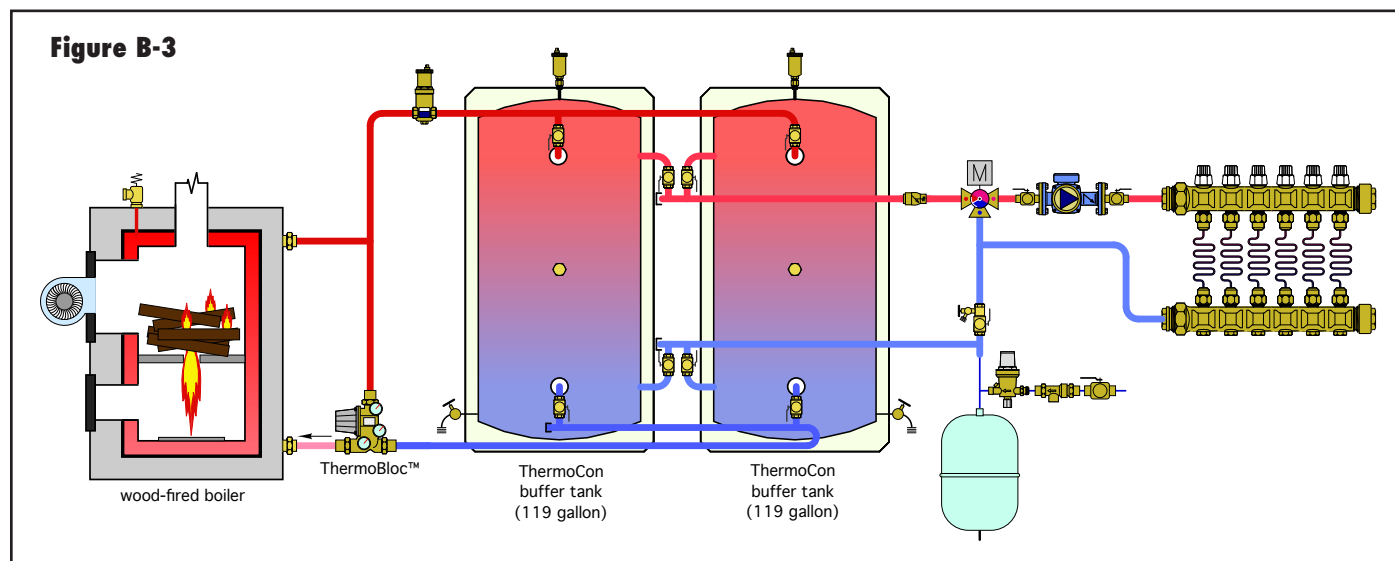 Figure B-3
M
ThermoBloc™
wood-fired boiler
ThermoCon
buffer tank
(119 gallon)
ThermoCon
buffer tank
(119 gallon)